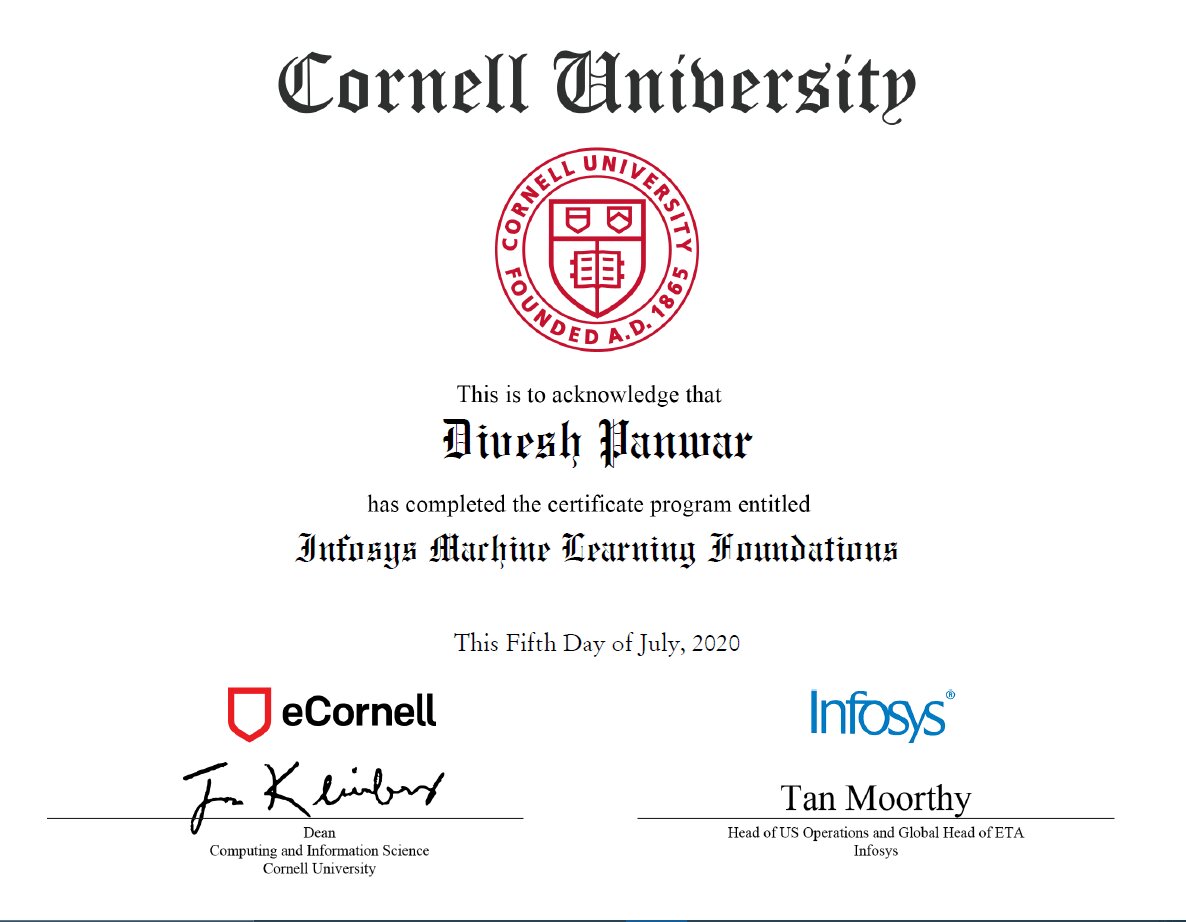 Cornell University
CORNELL UNIVERSITY
FOUNDED A.D. 1865
This is to acknowledge that
Divesh Panwar
has completed the certificate program entitled
Infosys Machine Learning Foundations
This Fifth Day of July, 2020
eCornell
Infosys®
Jon Kleinberg
Tan Moorthy
Dean
Computing and Information Science
Cornell University
Head of US Operations and Global Head of ETA
Infosys